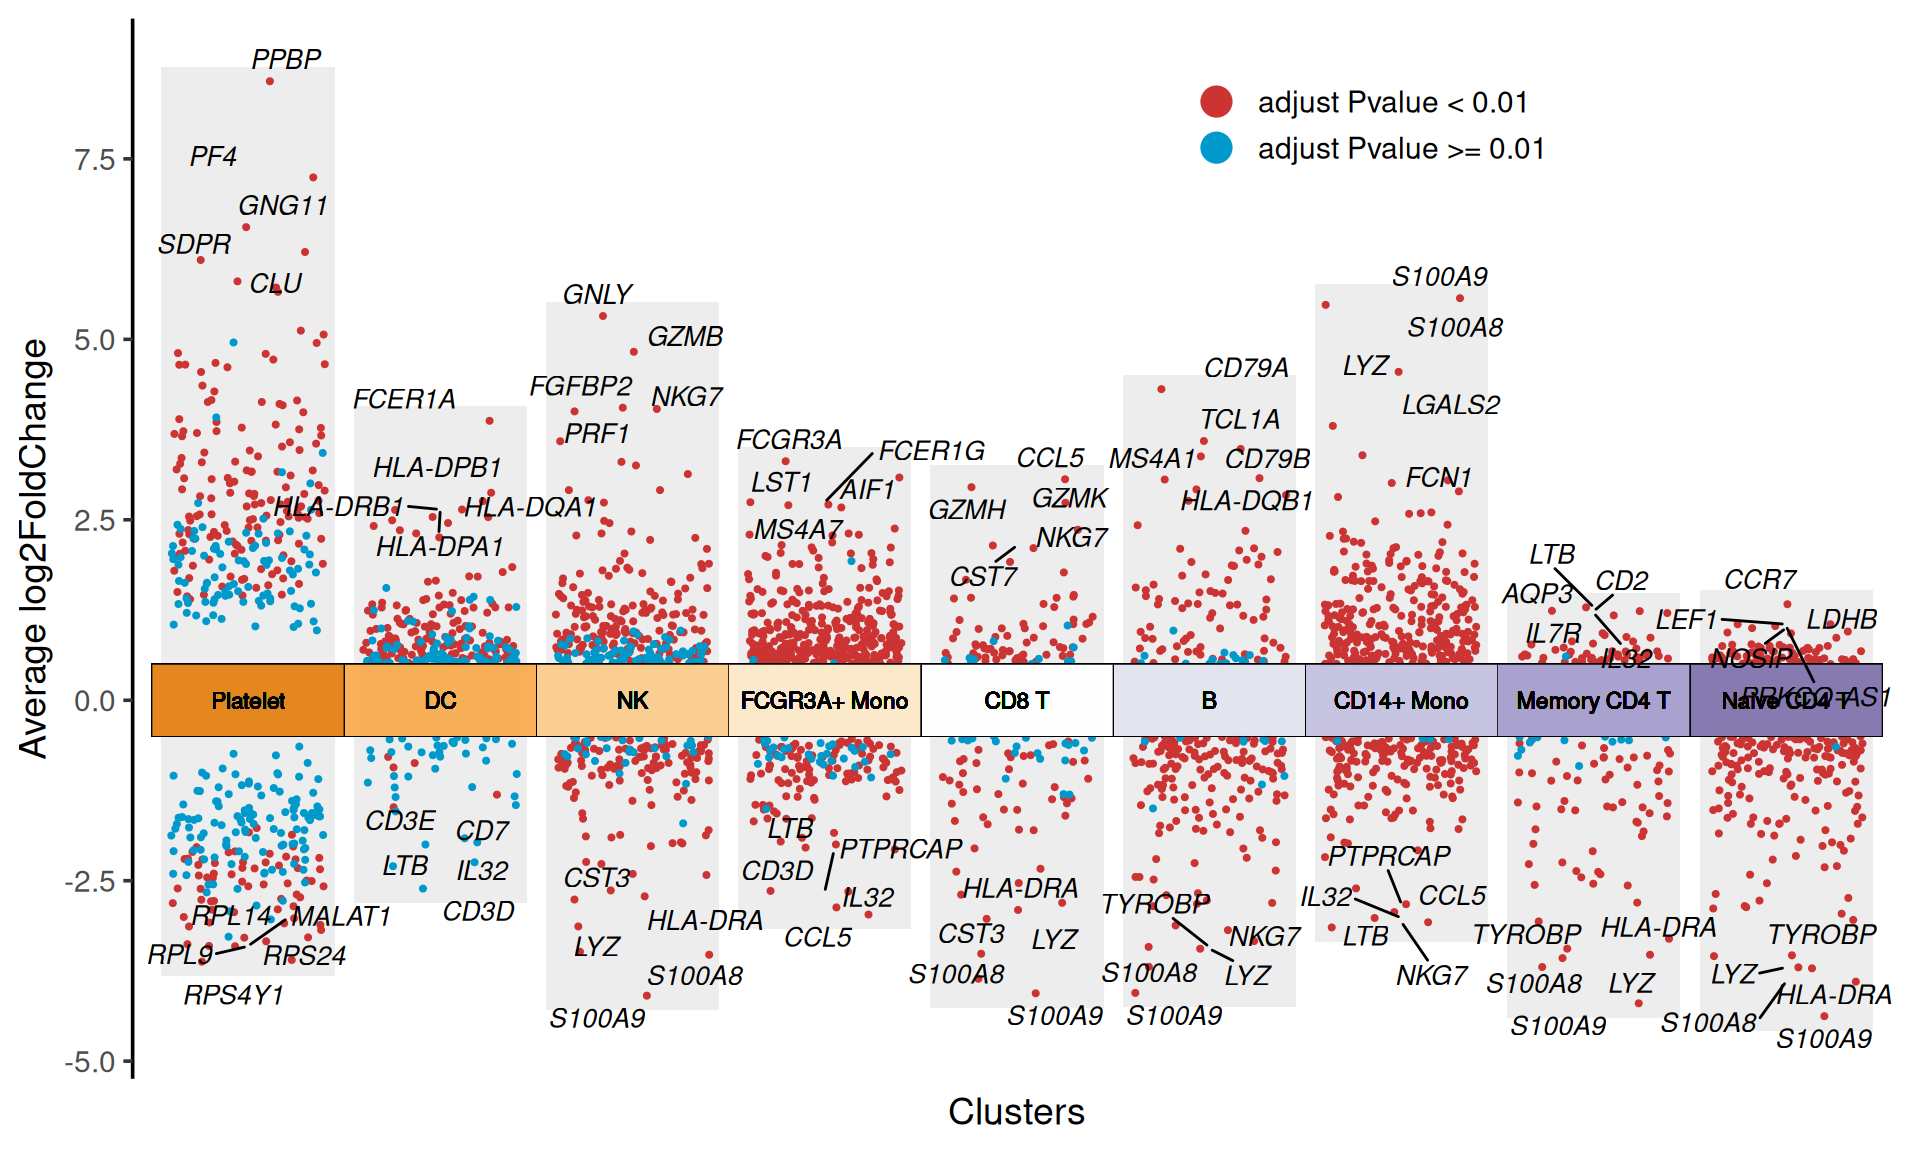 PPBP
adjust Pvalue < 0.01
adjust Pvalue >= 0.01
7.5
PF4
GNG11
SDPR
CLU
S100A9
GNLY
S100A8
5.0
GZMB
LYZ
CD79A
FGFBP2
NKG7
FCER1A
LGALS2
TCL1A
PRF1
FCGR3A
FCER1G
CCL5
MS4A1
CD79B
HLA-DPB1
LST1
AIF1
FCN1
GZMK
HLA-DQB1
HLA-DRB1
HLA-DQA1
GZMH
2.5
MS4A7
NKG7
HLA-DPA1
LTB
CST7
CD2
CCR7
AQP3
LEF1
LDHB
IL7R
IL32
NOSIP
PRKCQ-AS1
0.0
Platelet
DC
NK
FCGR3A+ Mono
CD8 T
B
CD14+ Mono
Memory CD4 T
Naive CD4 T
CD3E
CD7
LTB
PTPRCAP
PTPRCAP
LTB
IL32
CD3D
CST3
-2.5
HLA-DRA
IL32
IL32
CCL5
TYROBP
CD3D
RPL14
MALAT1
HLA-DRA
HLA-DRA
CCL5
CST3
LYZ
NKG7
LTB
TYROBP
TYROBP
LYZ
RPL9
RPS24
S100A8
S100A8
S100A8
LYZ
NKG7
S100A8
LYZ
LYZ
RPS4Y1
HLA-DRA
S100A9
S100A9
S100A9
S100A9
S100A8
S100A9
-5.0
Average log2FoldChange
Clusters